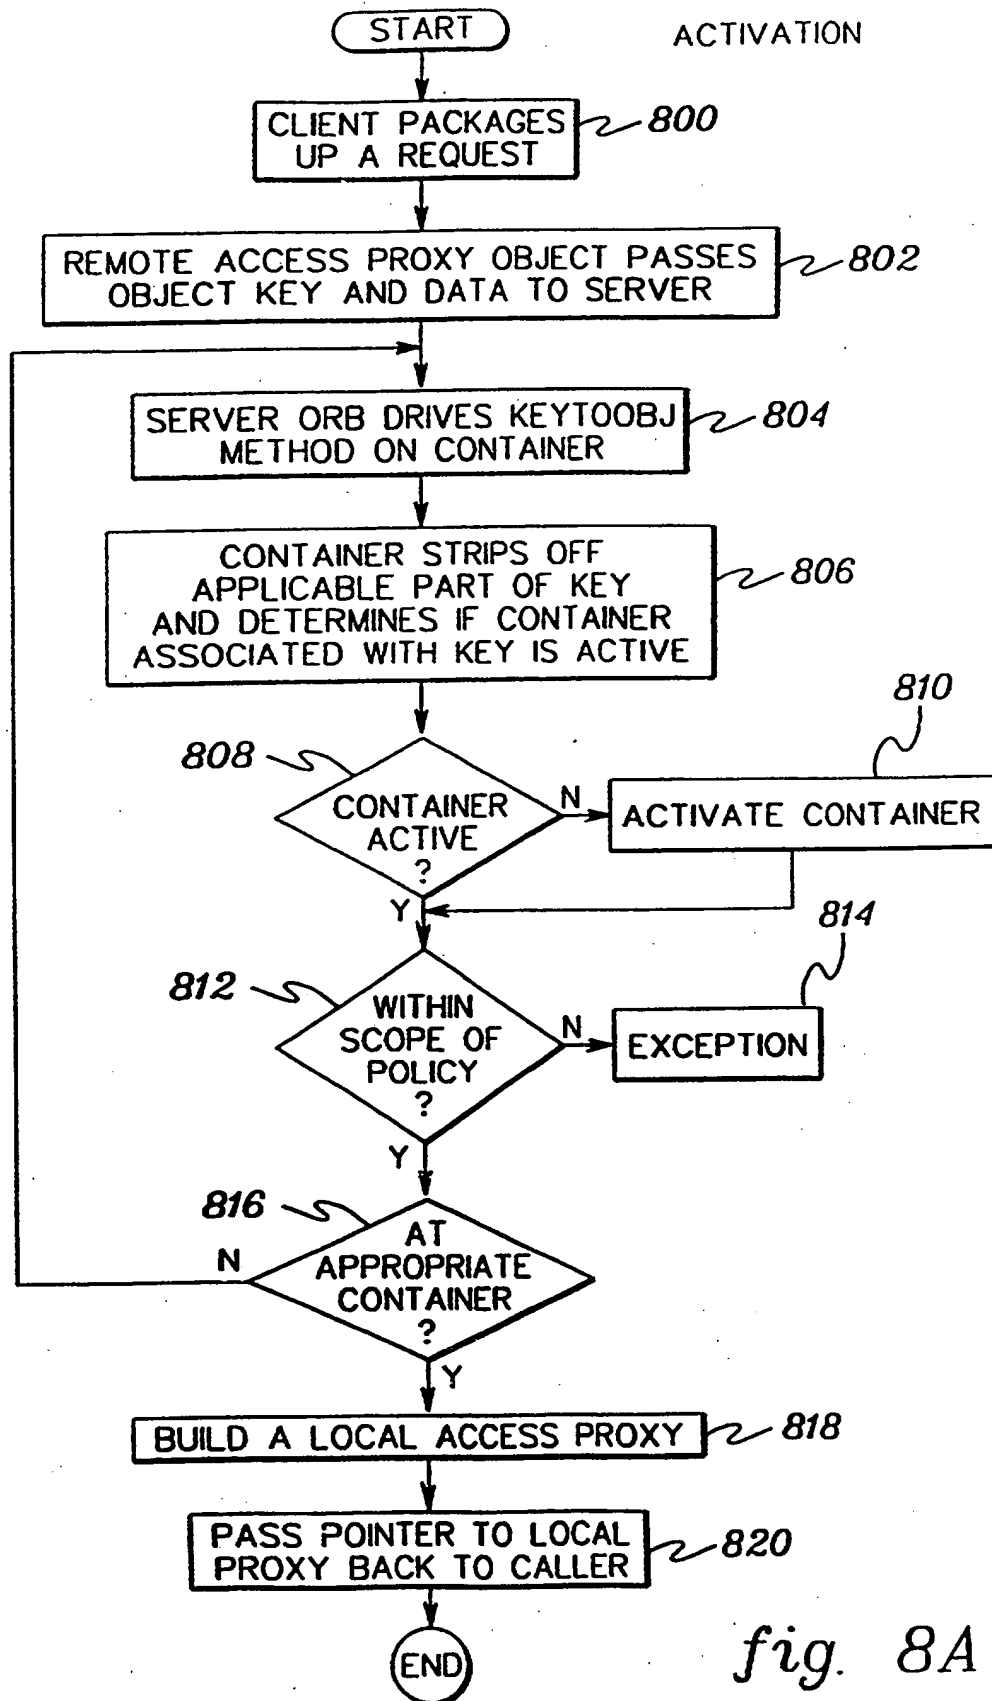 START
ACTIVATION
CLIENT PACKAGES
UP A REQUEST
800
REMOTE ACCESS PROXY OBJECT PASSES
OBJECT KEY AND DATA TO SERVER
802
SERVER ORB DRIVES KEYTOOBJ
METHOD ON CONTAINER
804
CONTAINER STRIPS OFF
APPLICABLE PART OF KEY
AND DETERMINES IF CONTAINER
ASSOCIATED WITH KEY IS ACTIVE
806
808
CONTAINER
ACTIVE
?
N
Y
810
ACTIVATE CONTAINER
812
WITHIN
SCOPE OF
POLICY
?
N
Y
814
EXCEPTION
816
AT
APPROPRIATE
CONTAINER
?
N
Y
BUILD A LOCAL ACCESS PROXY
818
PASS POINTER TO LOCAL
PROXY BACK TO CALLER
820
END
fig. 8A